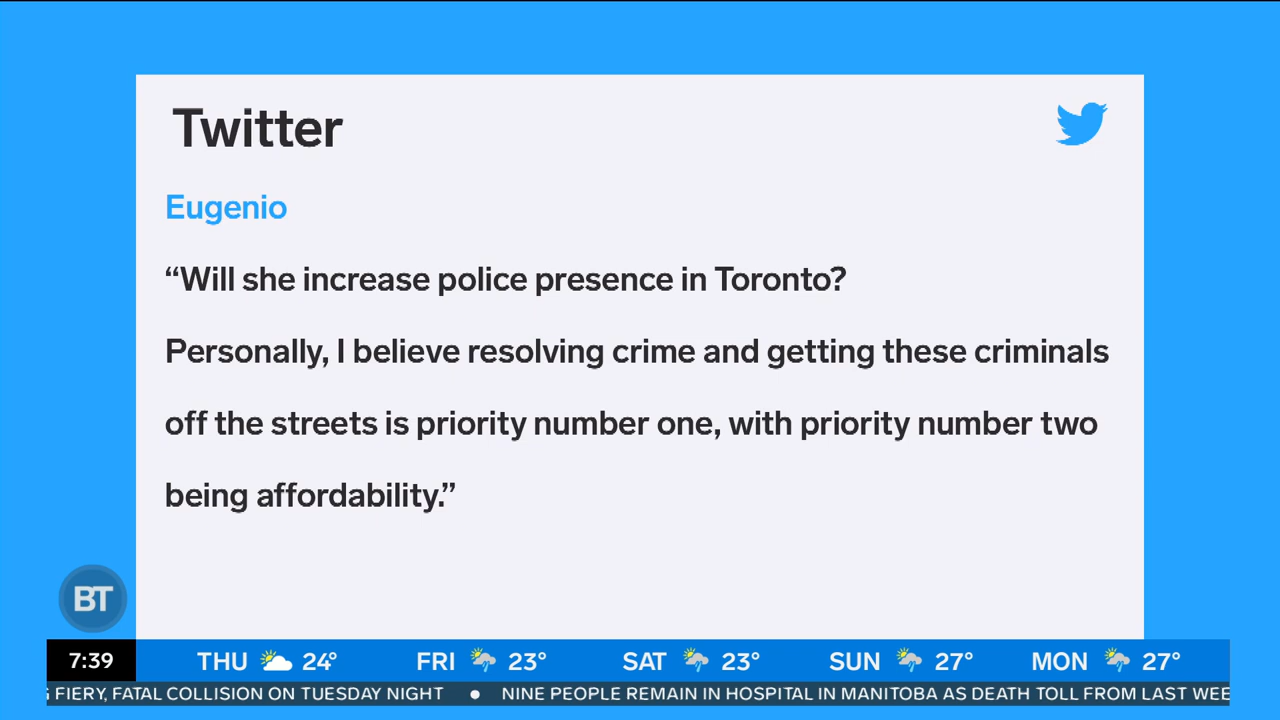 Twitter
Eugenio
“Will she increase police presence in Toronto?
Personally, I believe resolving crime and getting these criminals
off the streets is priority number one, with priority number two
being affordability.”
BT
7:39 THU 24° FRI 23° SAT 23° SUN 27° MON 27°
FIERY, FATAL COLLISION ON TUESDAY NIGHT ● NINE PEOPLE REMAIN IN HOSPITAL IN MANITOBA AS DEATH TOLL FROM LAST WEE